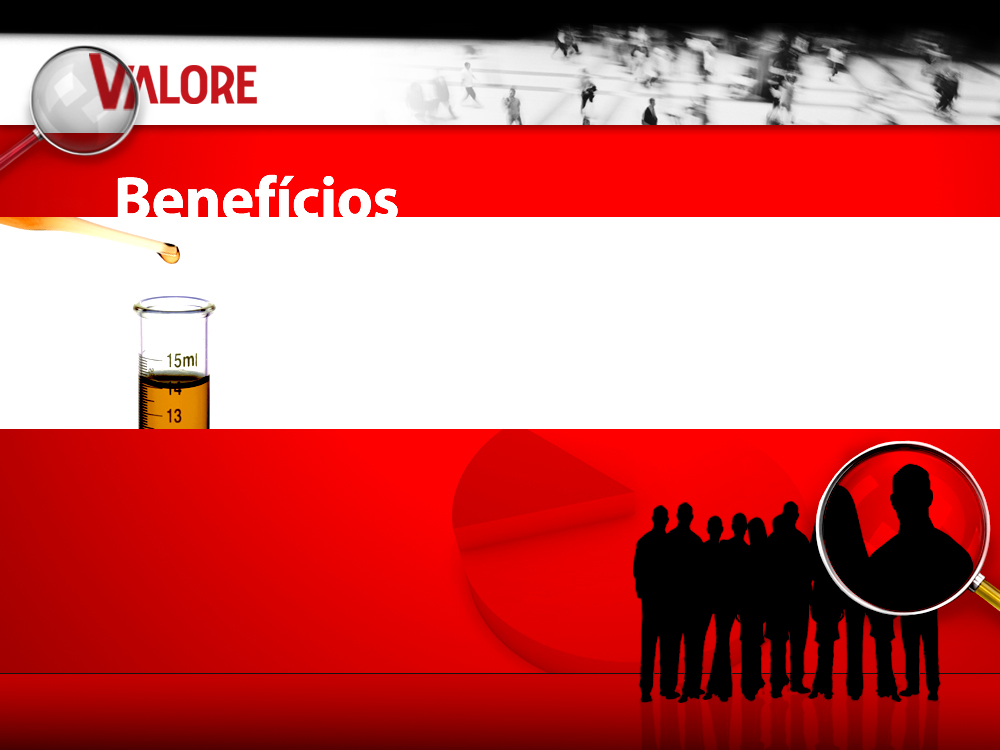 VALORE
Benefícios
15ml
14
13